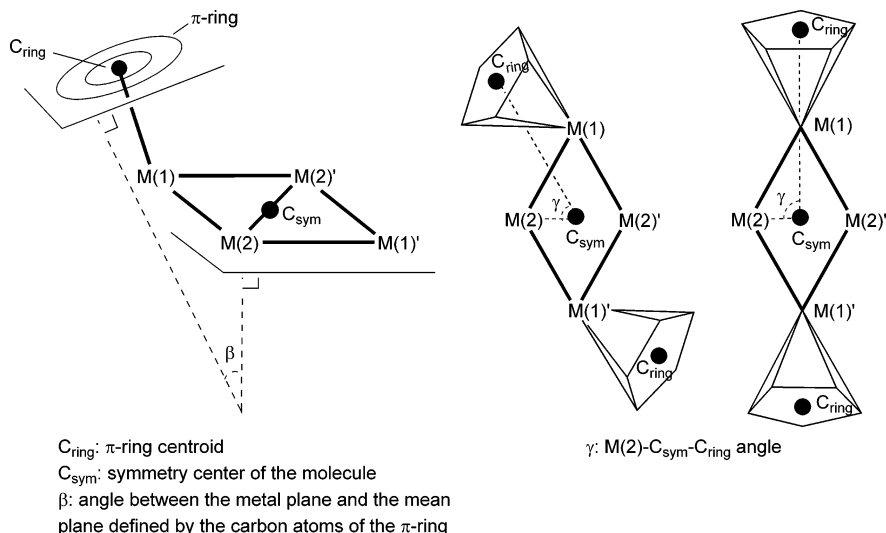 π-ring
C_ring
M(1)
M(2)'
C_sym
M(2)
M(1)'
β
C_ring
M(1)
γ
M(2)
M(2)'
C_sym
M(1)'
C_ring
C_ring
M(1)
γ
M(2)
M(2)'
C_sym
M(1)'
C_ring
C_ring: π-ring centroid
C_sym: symmetry center of the molecule
β: angle between the metal plane and the mean
plane defined by the carbon atoms of the π-ring
γ: M(2)-C_sym-C_ring angle